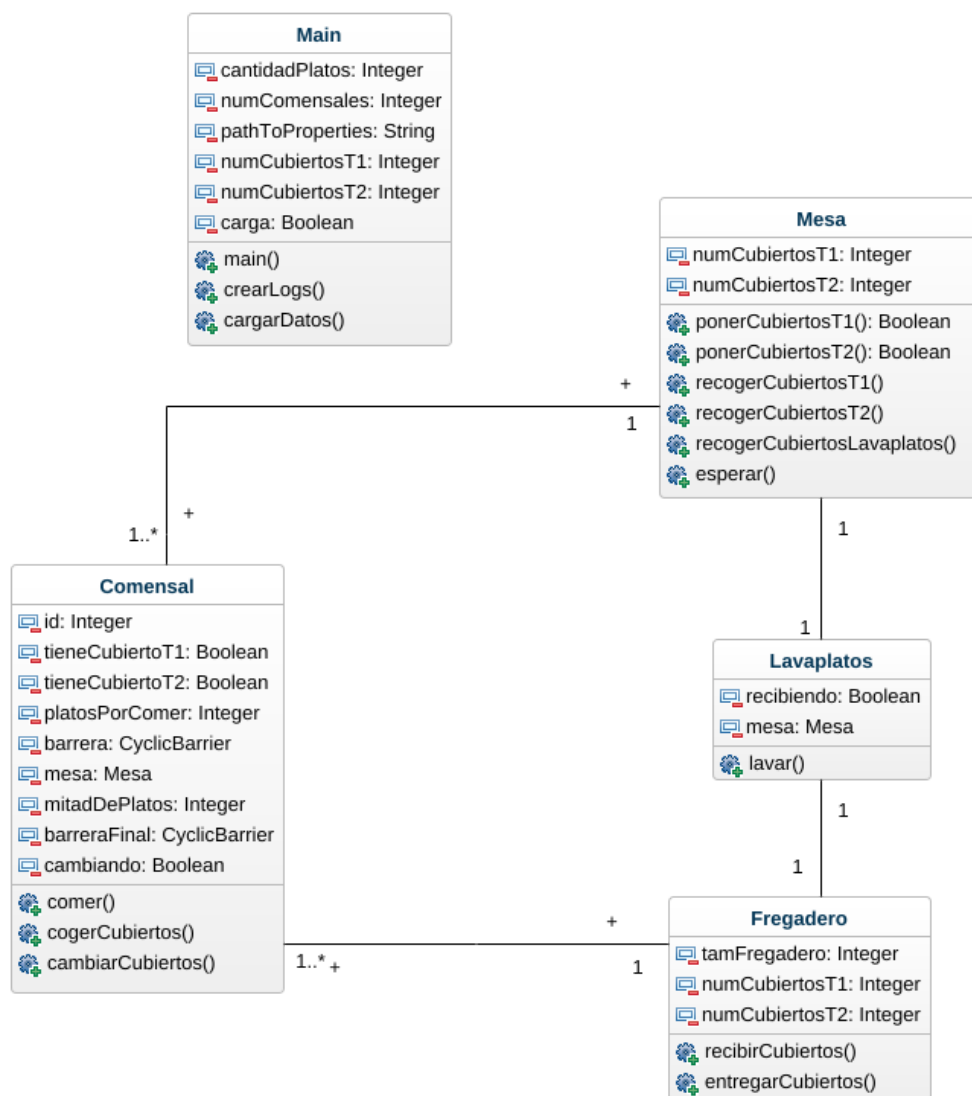 Main
cantidadPlatos: Integer
numComensales: Integer
pathToProperties: String
numCubiertosT1: Integer
numCubiertosT2: Integer
carga: Boolean
main()
crearLogs()
cargarDatos()
Mesa
numCubiertosT1: Integer
numCubiertosT2: Integer
ponerCubiertosT1(): Boolean
ponerCubiertosT2(): Boolean
recogerCubiertosT1()
recogerCubiertosT2()
recogerCubiertosLavaplatos()
esperar()
+
1
+
1..*
1
1
Comensal
id: Integer
tieneCubiertoT1: Boolean
tieneCubiertoT2: Boolean
platosPorComer: Integer
barrera: CyclicBarrier
mesa: Mesa
mitadDePlatos: Integer
barreraFinal: CyclicBarrier
cambiando: Boolean
comer()
cogerCubiertos()
cambiarCubiertos()
Lavaplatos
recibiendo: Boolean
mesa: Mesa
lavar()
1
1
+
1..* +
1
Fregadero
tamFregadero: Integer
numCubiertosT1: Integer
numCubiertosT2: Integer
recibirCubiertos()
entregarCubiertos()